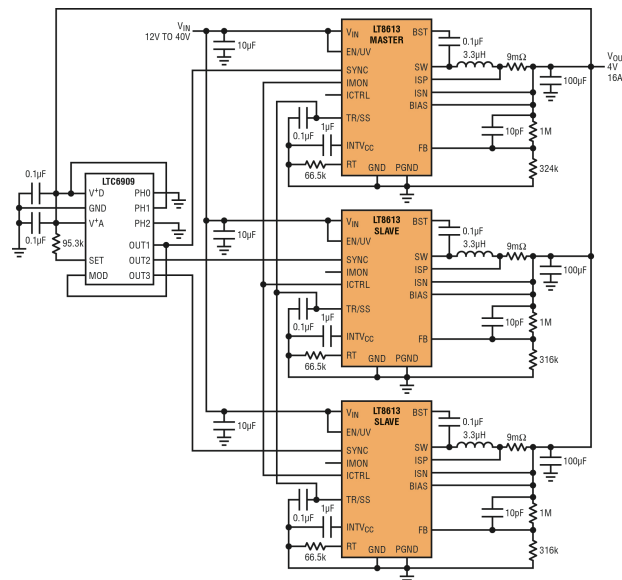 VIN
12V TO 40V
10µF
LT8613
MASTER
VIN
EN/UV
SYNC
IMON
ICTRL
TR/SS
INTVCC
RT
GND
PGND
BST
SW
ISP
ISN
BIAS
FB
0.1µF
3.3µH
9mΩ
VOU
4V
16A
100µF
10pF
1M
324k
0.1µF
1µF
66.5k
LTC6909
V+D
GND
V+A
SET
MOD
PH0
PH1
PH2
OUT1
OUT2
OUT3
0.1µF
0.1µF
95.3k
10µF
LT8613
SLAVE
VIN
EN/UV
SYNC
IMON
ICTRL
TR/SS
INTVCC
RT
GND
PGND
BST
SW
ISP
ISN
BIAS
FB
0.1µF
3.3µH
9mΩ
100µF
10pF
1M
316k
0.1µF
1µF
66.5k
10µF
LT8613
SLAVE
VIN
EN/UV
SYNC
IMON
ICTRL
TR/SS
INTVCC
RT
GND
PGND
BST
SW
ISP
ISN
BIAS
FB
0.1µF
3.3µH
9mΩ
100µF
10pF
1M
316k
0.1µF
1µF
66.5k